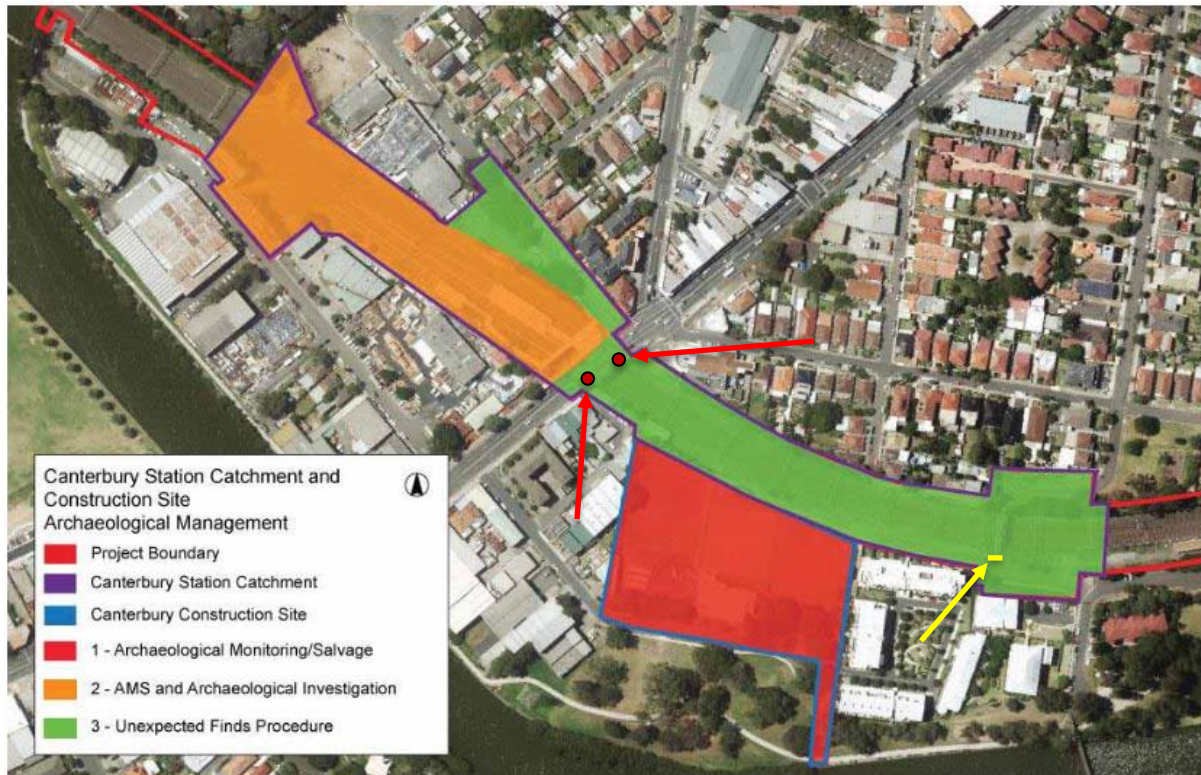 Canterbury Station Catchment and
Construction Site
Archaeological Management
Project Boundary
Canterbury Station Catchment
Canterbury Construction Site
1 - Archaeological Monitoring/Salvage
2 - AMS and Archaeological Investigation
3 - Unexpected Finds Procedure